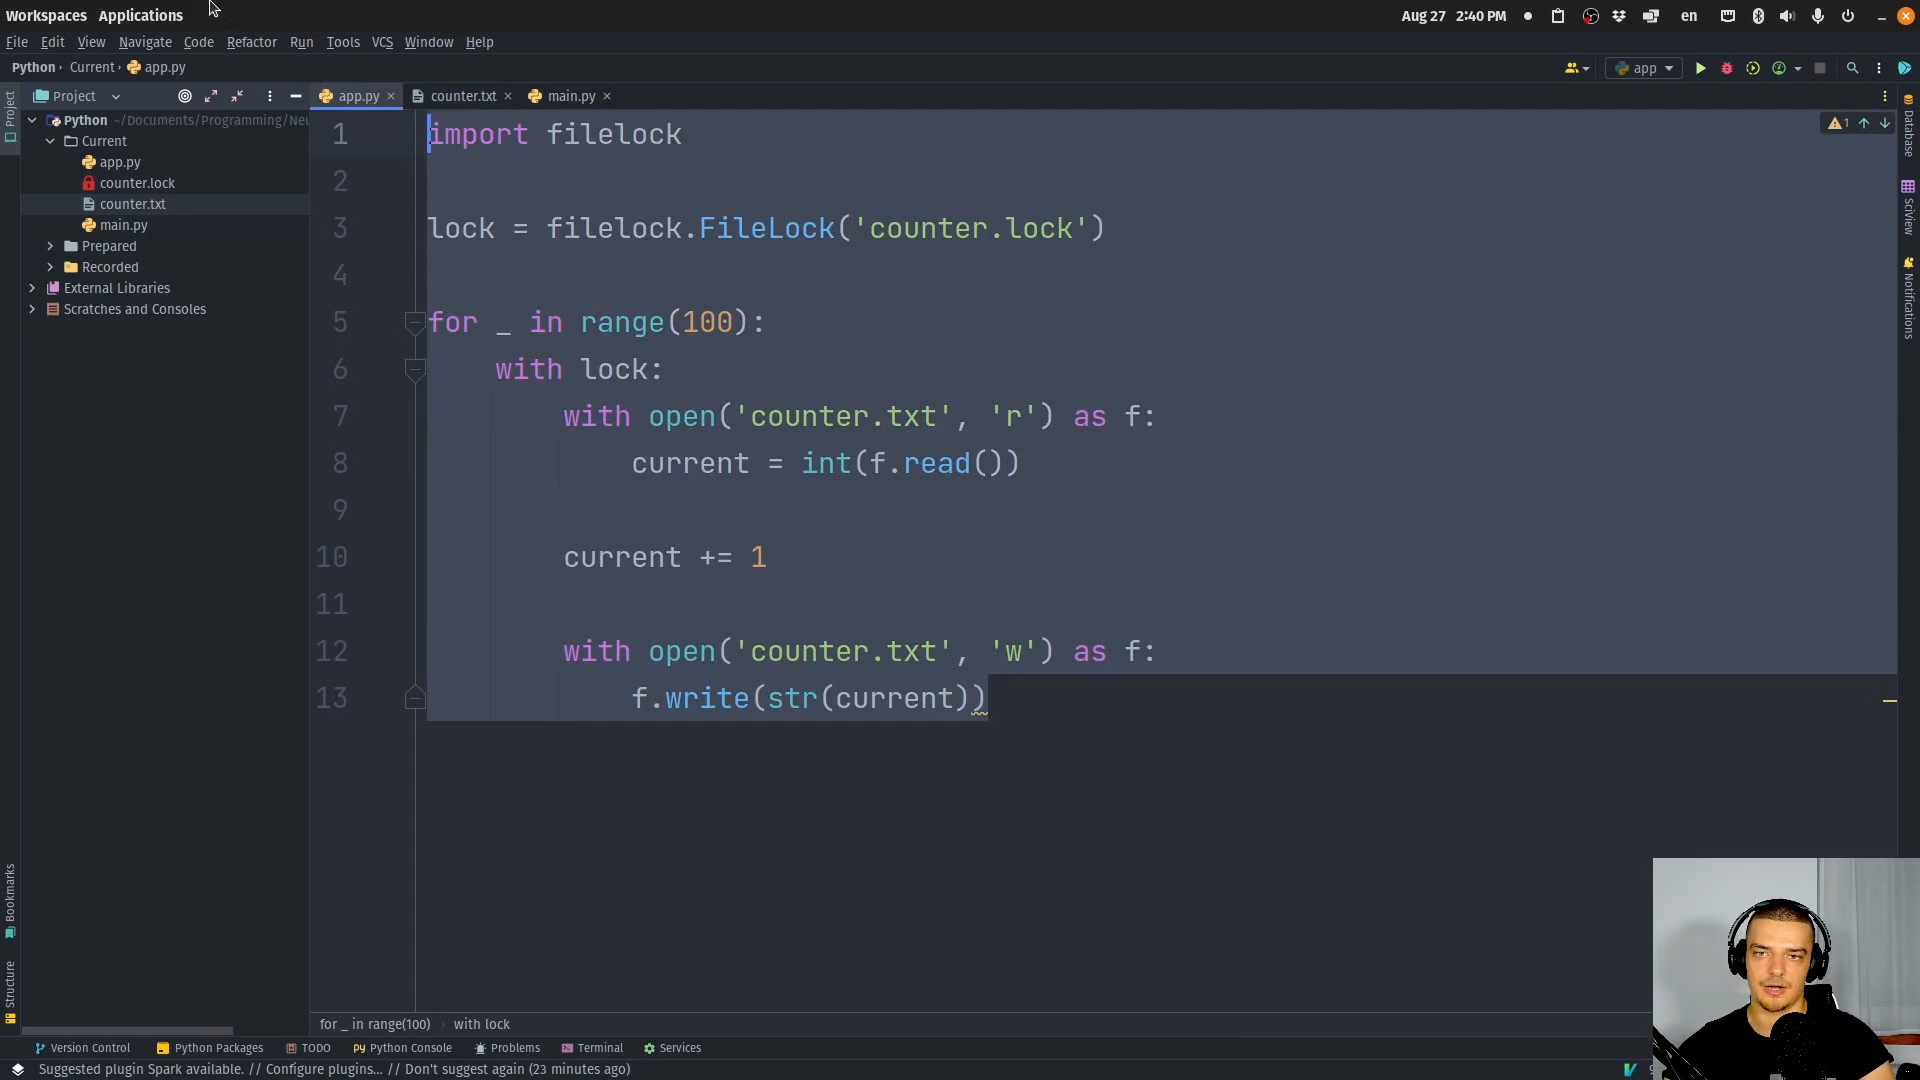 Workspaces Applications
Aug 27 2:40 PM en
File Edit View Navigate Code Refactor Run Tools VCS Window Help
Python Current app.py
app
Project
app.py counter.txt main.py
Python ~/Documents/Programming/Neu
Current
app.py
counter.lock
counter.txt
main.py
Prepared
Recorded
External Libraries
Scratches and Consoles
Project
Bookmarks
Structure
1 import filelock
2
3 lock = filelock.FileLock('counter.lock')
4
5 for _ in range(100):
6 with lock:
7 with open('counter.txt', 'r') as f:
8 current = int(f.read())
9
10 current += 1
11
12 with open('counter.txt', 'w') as f:
13 f.write(str(current))
1
Database
SciView
Notifications
for _ in range(100) with lock
Version Control Python Packages TODO Python Console Problems Terminal Services
Suggested plugin Spark available. // Configure plugins... // Don't suggest again (23 minutes ago)